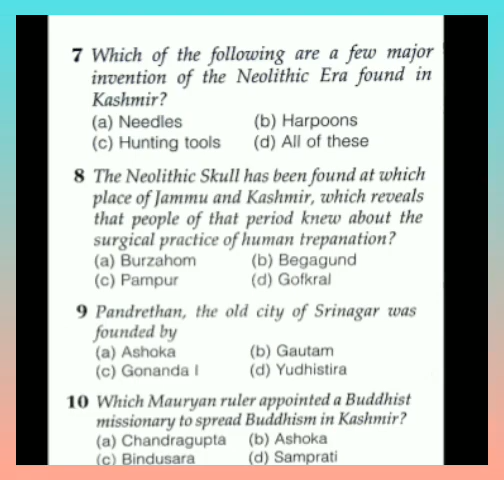 7 Which of the following are a few major
invention of the Neolithic Era found in
Kashmir?
(a) Needles (b) Harpoons
(c) Hunting tools (d) All of these
8 The Neolithic Skull has been found at which
place of Jammu and Kashmir, which reveals
that people of that period knew about the
surgical practice of human trepanation?
(a) Burzahom (b) Begagund
(c) Pampur (d) Gofkral
9 Pandrethan, the old city of Srinagar was
founded by
(a) Ashoka (b) Gautam
(c) Gonanda I (d) Yudhistira
10 Which Mauryan ruler appointed a Buddhist
missionary to spread Buddhism in Kashmir?
(a) Chandragupta (b) Ashoka
(c) Bindusara (d) Samprati